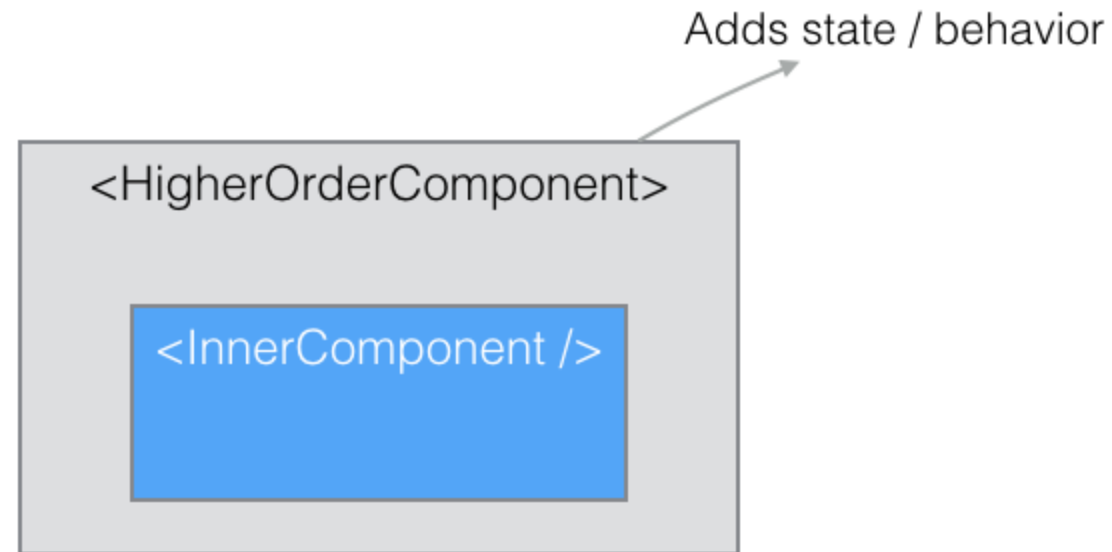 Adds state / behavior
<HigherOrderComponent>
<InnerComponent />